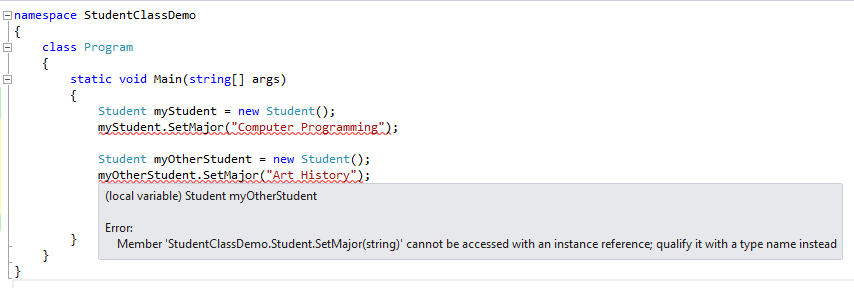 namespace StudentClassDemo
{
class Program
{
static void Main(string[] args)
{
Student myStudent = new Student();
myStudent.SetMajor("Computer Programming");
Student myOtherStudent = new Student();
myOtherStudent.SetMajor("Art History");
(local variable) Student myOtherStudent
Error:
Member 'StudentClassDemo.Student.SetMajor(string)' cannot be accessed with an instance reference; qualify it with a type name instead
}
}
}